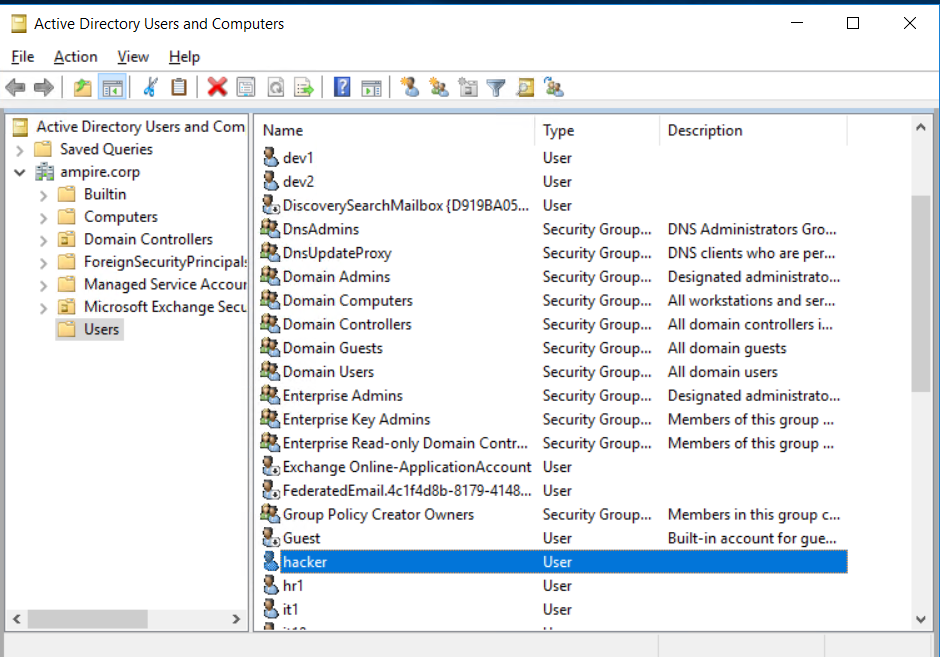 Active Directory Users and Computers
File Action View Help
Active Directory Users and Com
Saved Queries
ampire.corp
Builtin
Computers
Domain Controllers
ForeignSecurityPrincipals
Managed Service Accour
Microsoft Exchange Secu
Users
Name Type Description
dev1 User
dev2 User
DiscoverySearchMailbox {D919BA05... User
DnsAdmins Security Group... DNS Administrators Gro...
DnsUpdateProxy Security Group... DNS clients who are per...
Domain Admins Security Group... Designated administrato...
Domain Computers Security Group... All workstations and ser...
Domain Controllers Security Group... All domain controllers i...
Domain Guests Security Group... All domain guests
Domain Users Security Group... All domain users
Enterprise Admins Security Group... Designated administrato...
Enterprise Key Admins Security Group... Members of this group ...
Enterprise Read-only Domain Contr... Security Group... Members of this group ...
Exchange Online-ApplicationAccount User
FederatedEmail.4c1f4d8b-8179-4148... User
Group Policy Creator Owners Security Group... Members in this group c...
Guest User Built-in account for gue...
hacker User
hr1 User
it1 User